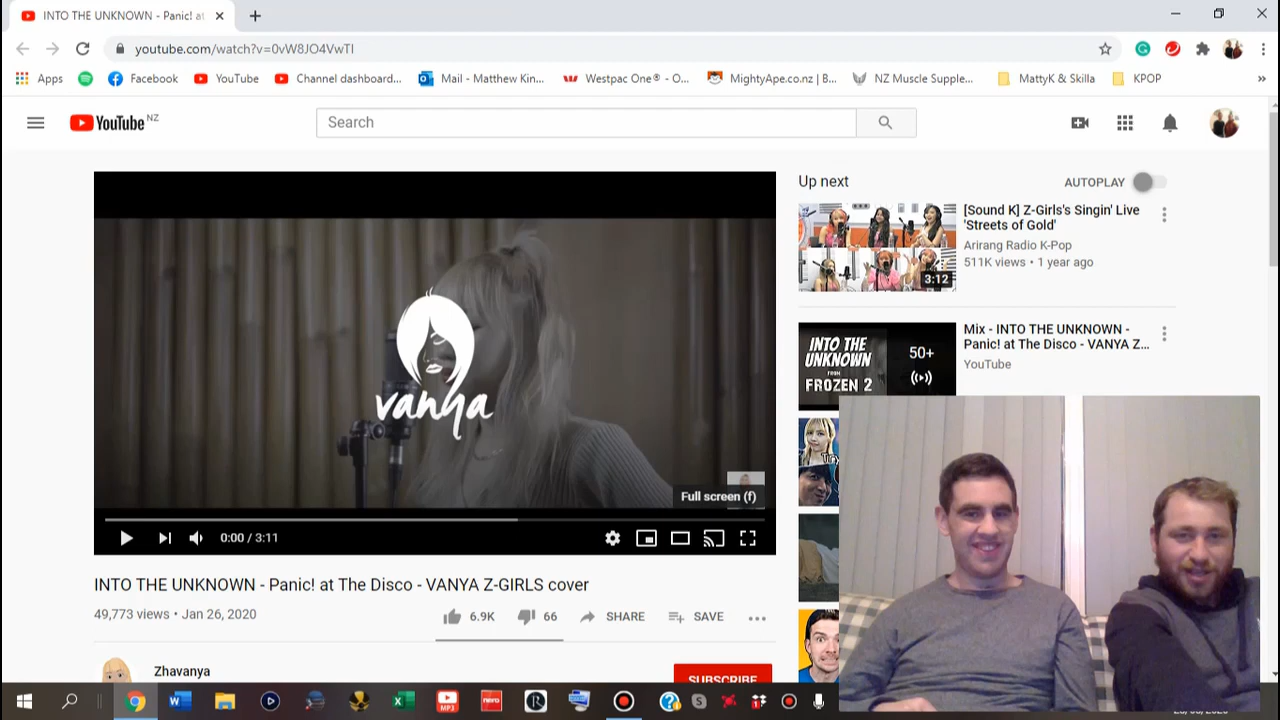 INTO THE UNKNOWN - Panic! at
youtube.com/watch?v=0vW8JO4VwTI
Apps
Facebook
YouTube
Channel dashboard...
Mail - Matthew Kin...
Westpac One® - O...
MightyApe.co.nz | B...
NZ Muscle Supple...
MattyK & Skilla
KPOP
»
YouTube NZ
Search
vanya
Full screen (f)
0:00 / 3:11
INTO THE UNKNOWN - Panic! at The Disco - VANYA Z-GIRLS cover
49,773 views • Jan 26, 2020
6.9K
66
SHARE
SAVE
Zhavanya
SUBSCRIBE
Up next
AUTOPLAY
3:12
[Sound K] Z-Girls's Singin' Live
'Streets of Gold'
Arirang Radio K-Pop
511K views • 1 year ago
INTO THE
UNKNOWN
FROM
FROZEN 2
50+
Mix - INTO THE UNKNOWN -
Panic! at The Disco - VANYA Z...
YouTube
MP3
nero